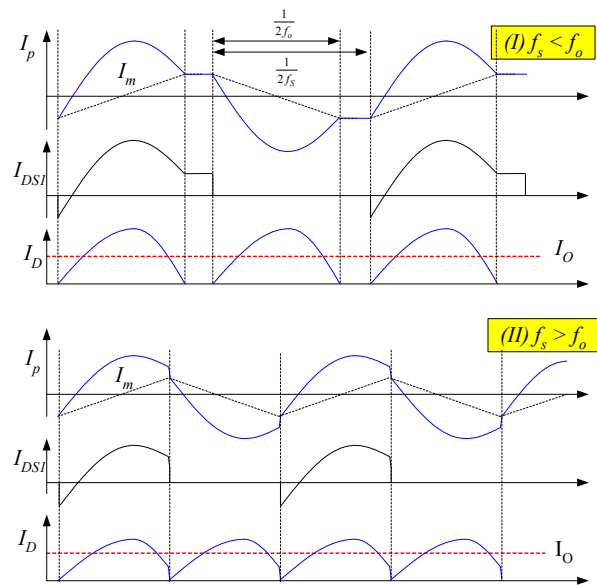 1/(2f_o)
(I) f_s < f_o
I_p
I_m
1/(2f_S)
I_DS1
I_D
I_O
(II) f_s > f_o
I_p
I_m
I_DS1
I_D
I_O